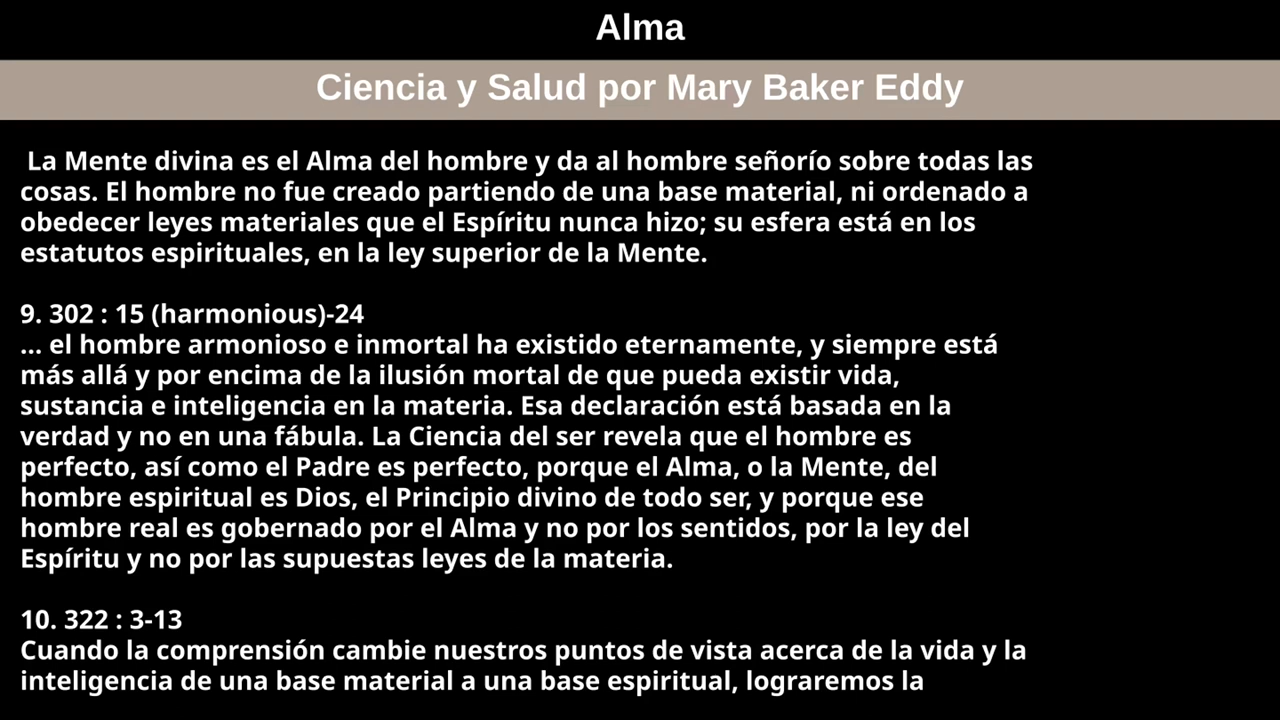 Alma
Ciencia y Salud por Mary Baker Eddy
La Mente divina es el Alma del hombre y da al hombre señorío sobre todas las
cosas. El hombre no fue creado partiendo de una base material, ni ordenado a
obedecer leyes materiales que el Espíritu nunca hizo; su esfera está en los
estatutos espirituales, en la ley superior de la Mente.
9. 302 : 15 (harmonious)-24
... el hombre armonioso e inmortal ha existido eternamente, y siempre está
más allá y por encima de la ilusión mortal de que pueda existir vida,
sustancia e inteligencia en la materia. Esa declaración está basada en la
verdad y no en una fábula. La Ciencia del ser revela que el hombre es
perfecto, así como el Padre es perfecto, porque el Alma, o la Mente, del
hombre espiritual es Dios, el Principio divino de todo ser, y porque ese
hombre real es gobernado por el Alma y no por los sentidos, por la ley del
Espíritu y no por las supuestas leyes de la materia.
10. 322 : 3-13
Cuando la comprensión cambie nuestros puntos de vista acerca de la vida y la
inteligencia de una base material a una base espiritual, lograremos la